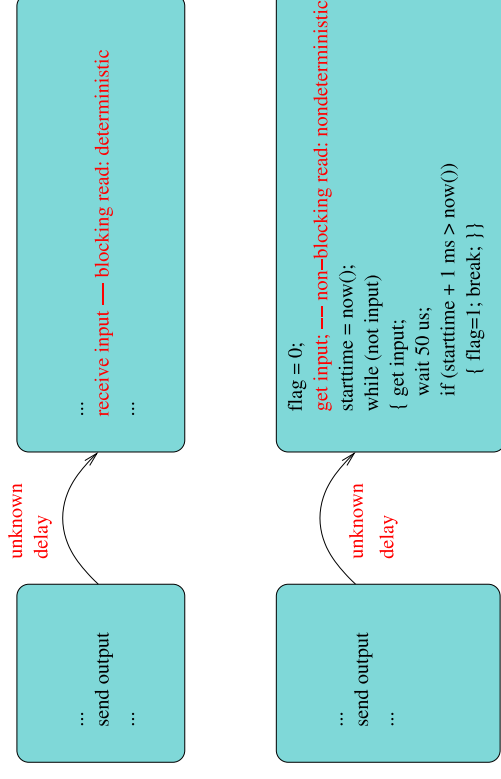 ...
send output
...
unknown
delay
...
receive input — blocking read: deterministic
...
...
send output
...
unknown
delay
flag = 0;
get input; –– non–blocking read: nondeterministic
starttime = now();
while (not input)
{ get input;
wait 50 us;
if (starttime + 1 ms > now())
{ flag=1; break; }}